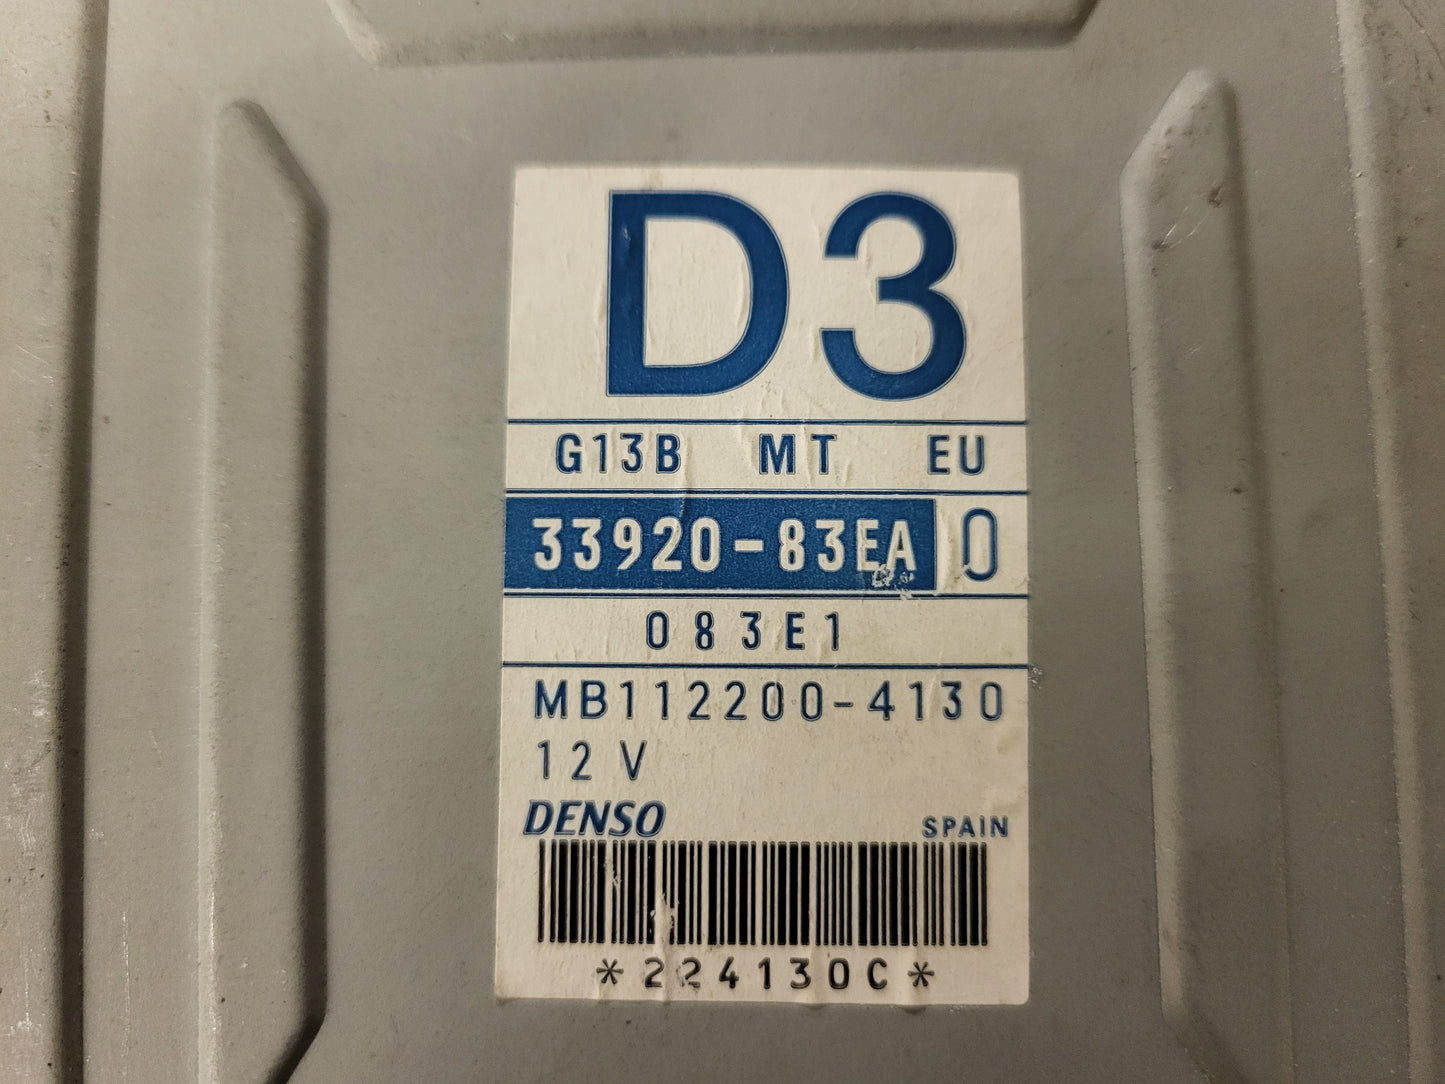 D3
G13B MT EU
33920-83EA 0
083E1
MB112200-4130
12V
DENSO SPAIN
*224130C*